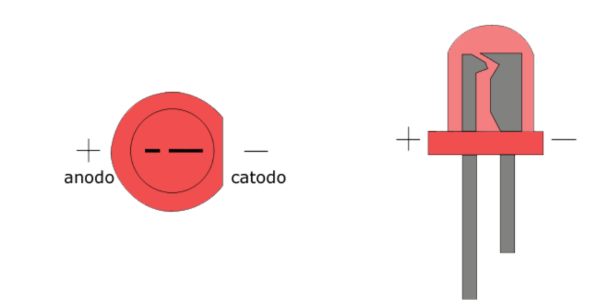 + −
anodo catodo
+ −